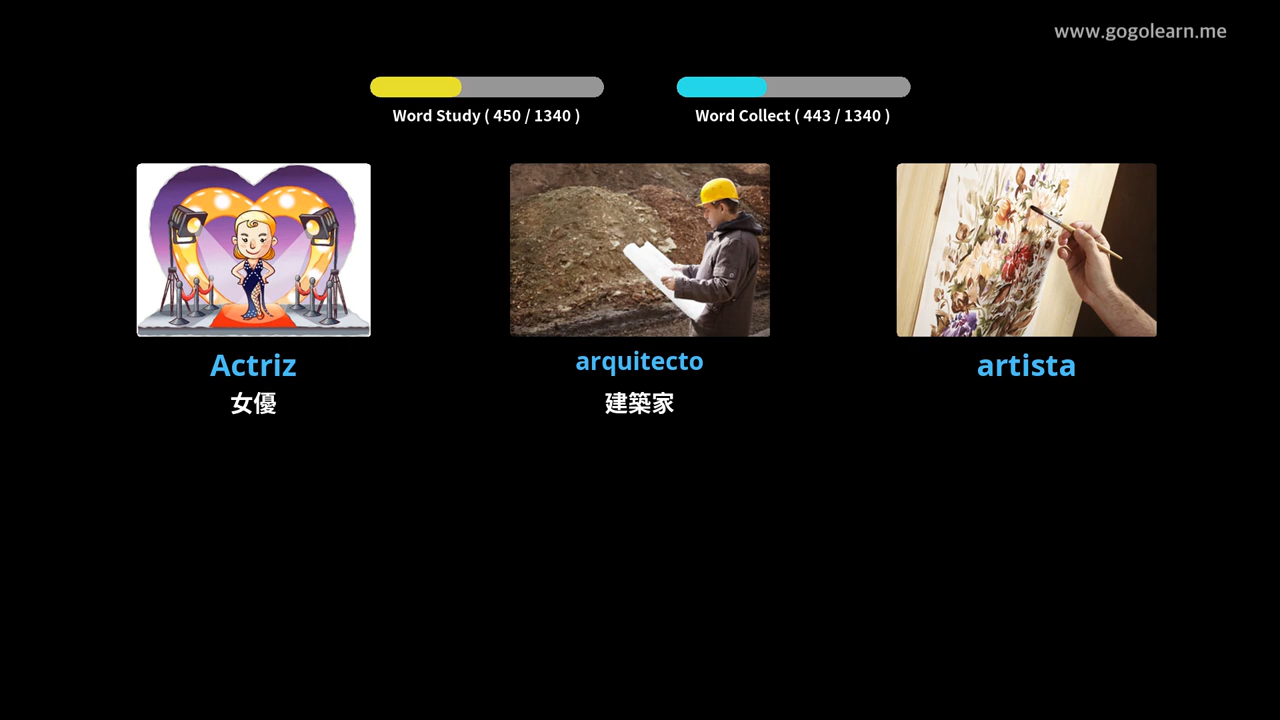 www.gogolearn.me
Word Study ( 450 / 1340 )
Word Collect ( 443 / 1340 )
Actriz
arquitecto
artista
女優
建築家